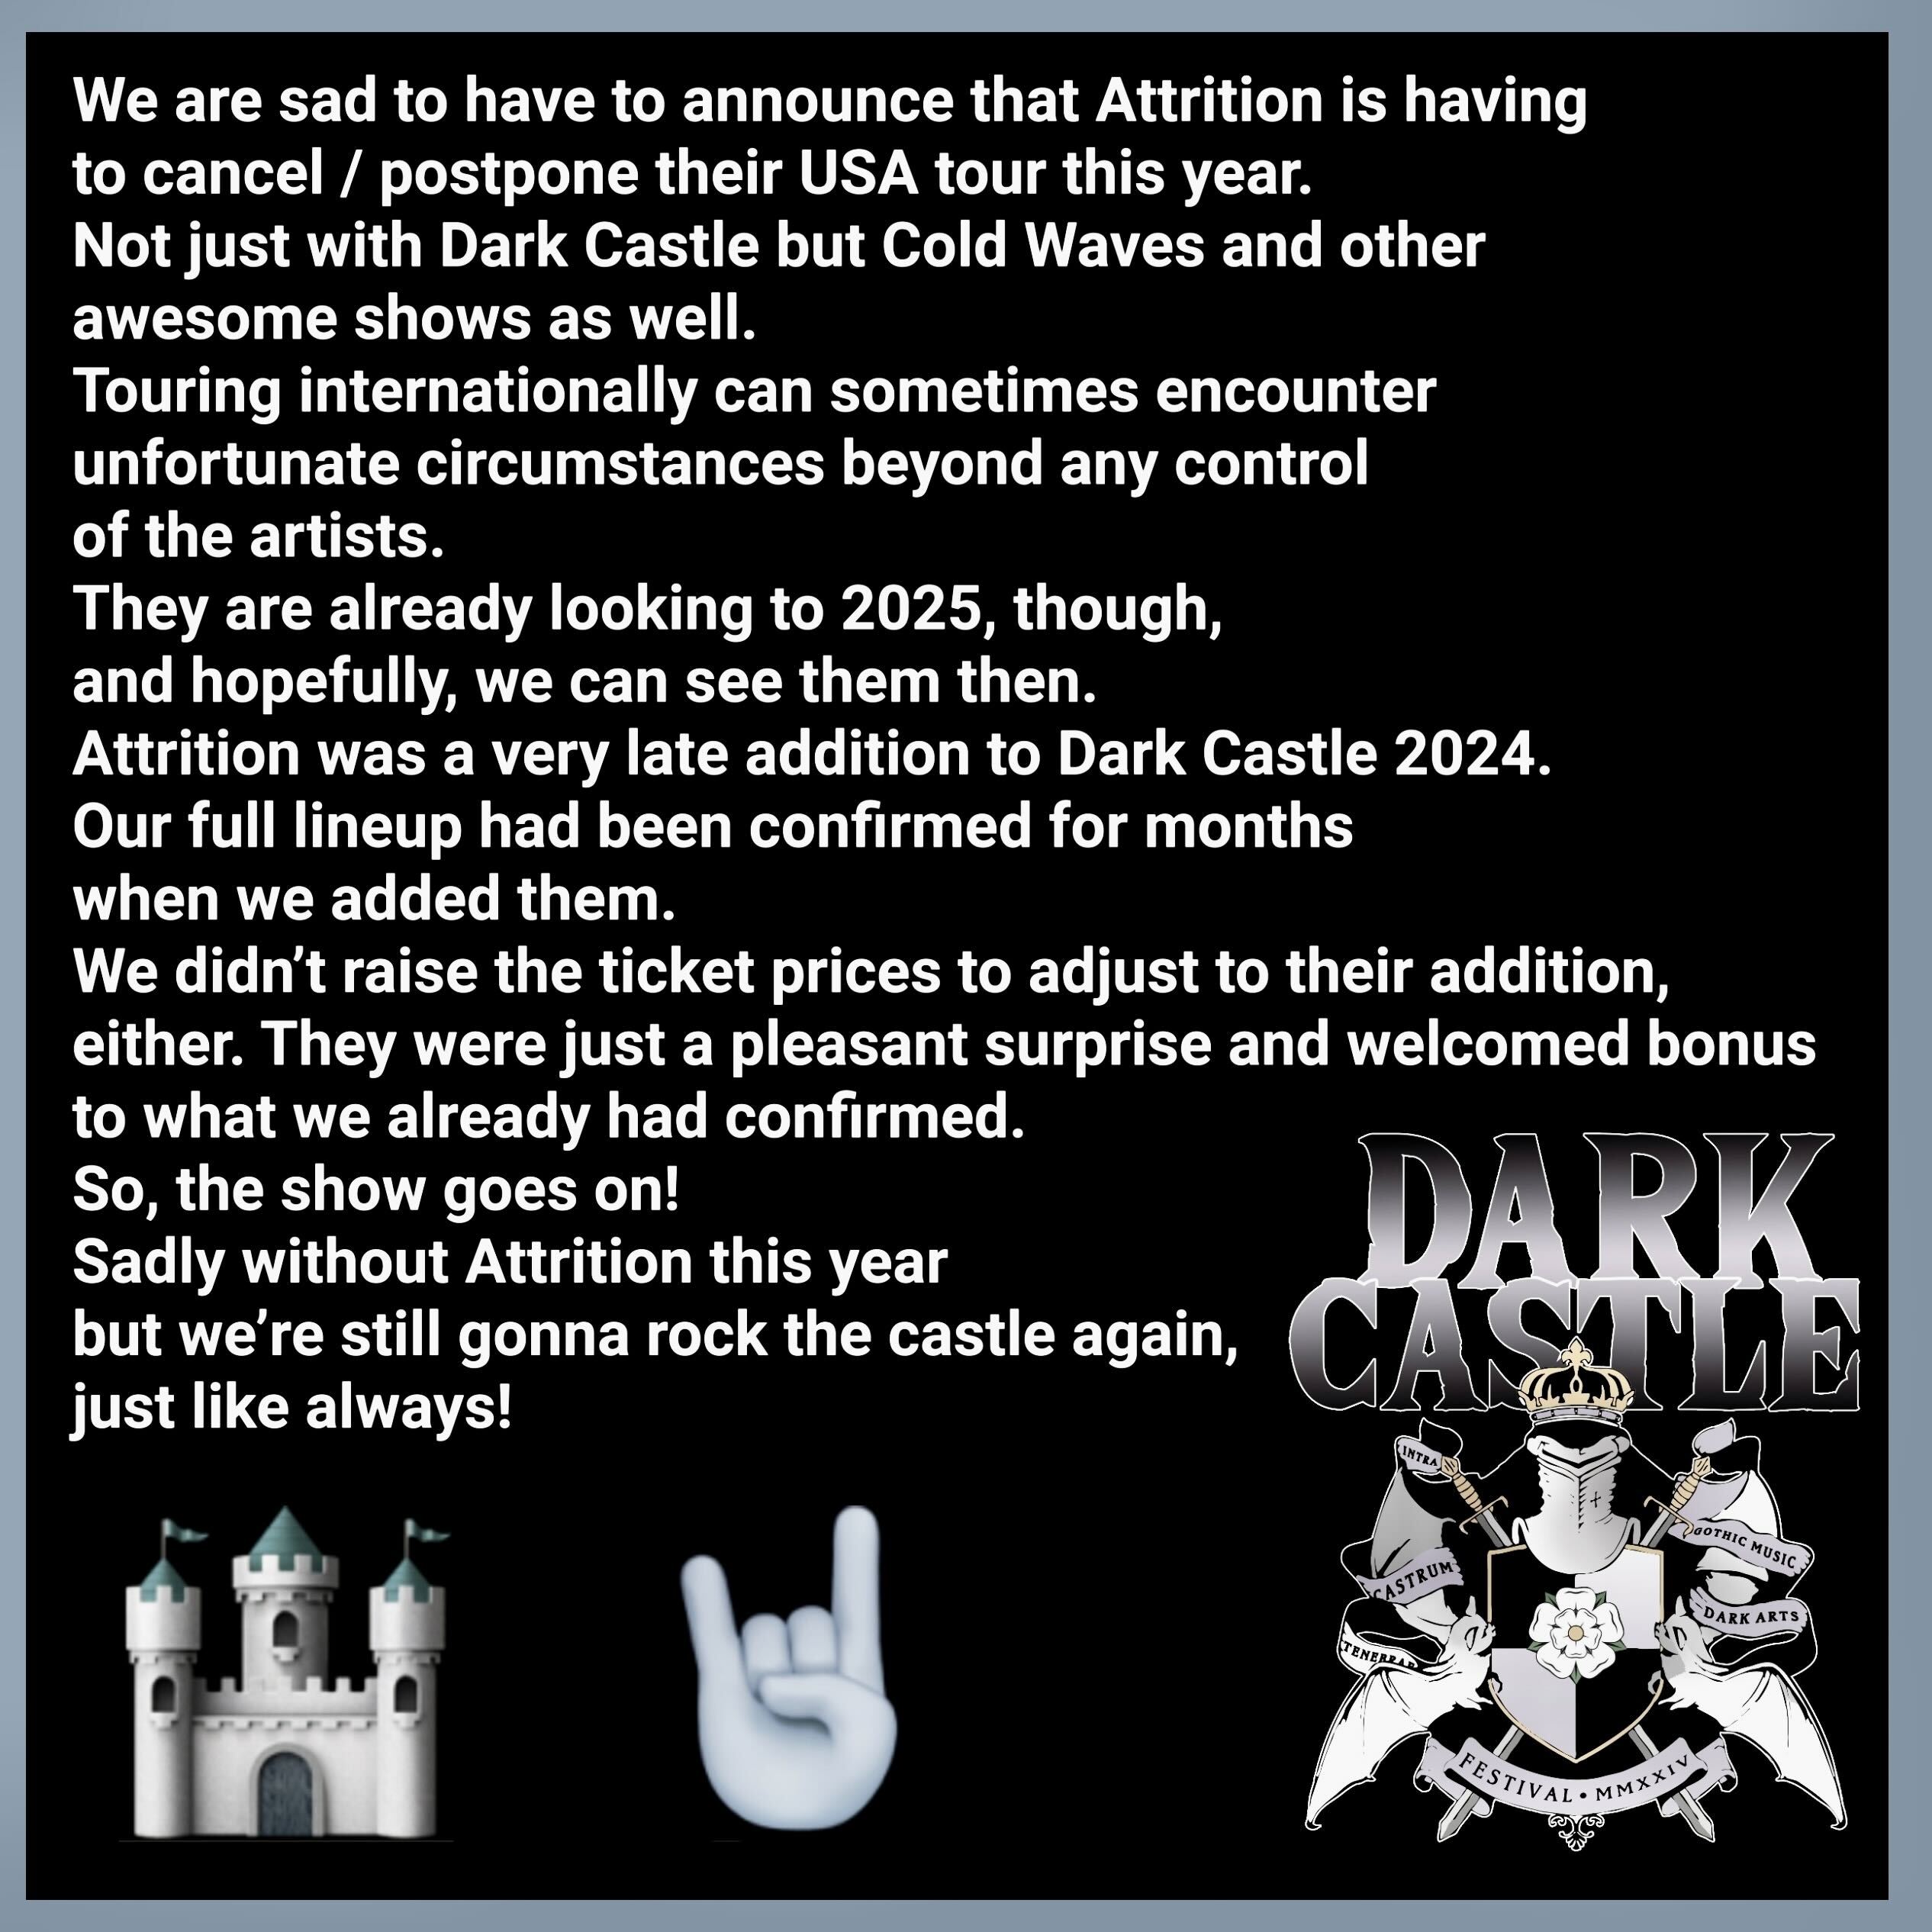 We are sad to have to announce that Attrition is having
to cancel / postpone their USA tour this year.
Not just with Dark Castle but Cold Waves and other
awesome shows as well.
Touring internationally can sometimes encounter
unfortunate circumstances beyond any control
of the artists.
They are already looking to 2025, though,
and hopefully, we can see them then.
Attrition was a very late addition to Dark Castle 2024.
Our full lineup had been confirmed for months
when we added them.
We didn’t raise the ticket prices to adjust to their addition,
either. They were just a pleasant surprise and welcomed bonus
to what we already had confirmed.
So, the show goes on!
Sadly without Attrition this year
but we’re still gonna rock the castle again,
just like always!
DARK
CASTLE
INTRA
CASTRUM
TENEBRAE
GOTHIC MUSIC
DARK ARTS
FESTIVAL • MMXXIV